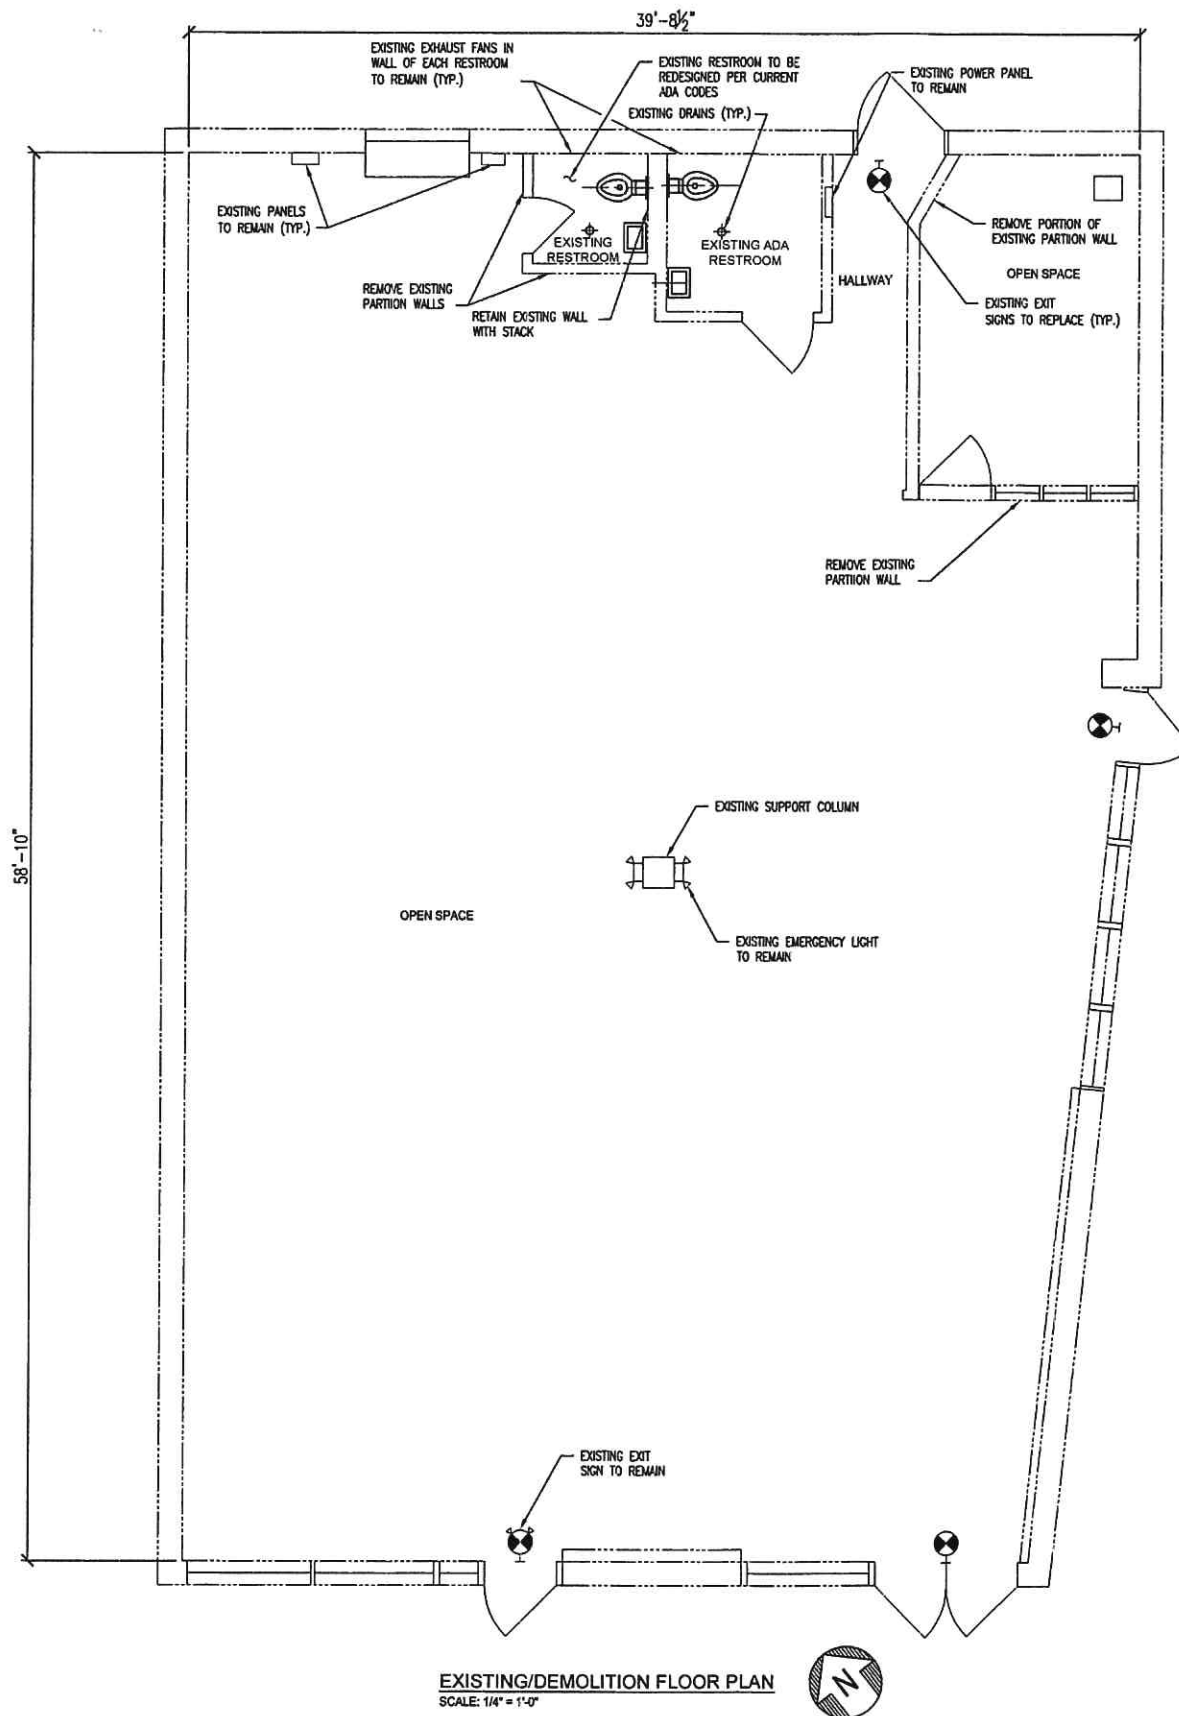 39'-8½"
EXISTING EXHAUST FANS IN
WALL OF EACH RESTROOM
TO REMAIN (TYP.)
EXISTING RESTROOM TO BE
REDESIGNED PER CURRENT
ADA CODES
EXISTING DRAINS (TYP.)
EXISTING POWER PANEL
TO REMAIN
EXISTING PANELS
TO REMAIN (TYP.)
EXISTING
RESTROOM
EXISTING ADA
RESTROOM
REMOVE PORTION OF
EXISTING PARTIION WALL
HALLWAY
OPEN SPACE
REMOVE EXISTING
PARTIION WALLS
RETAIN EXISTING WALL
WITH STACK
EXISTING EXIT
SIGNS TO REPLACE (TYP.)
REMOVE EXISTING
PARTIION WALL
58'-10"
EXISTING SUPPORT COLUMN
OPEN SPACE
EXISTING EMERGENCY LIGHT
TO REMAIN
EXISTING EXIT
SIGN TO REMAIN
EXISTING/DEMOLITION FLOOR PLAN
SCALE: 1/4" = 1'-0"
N